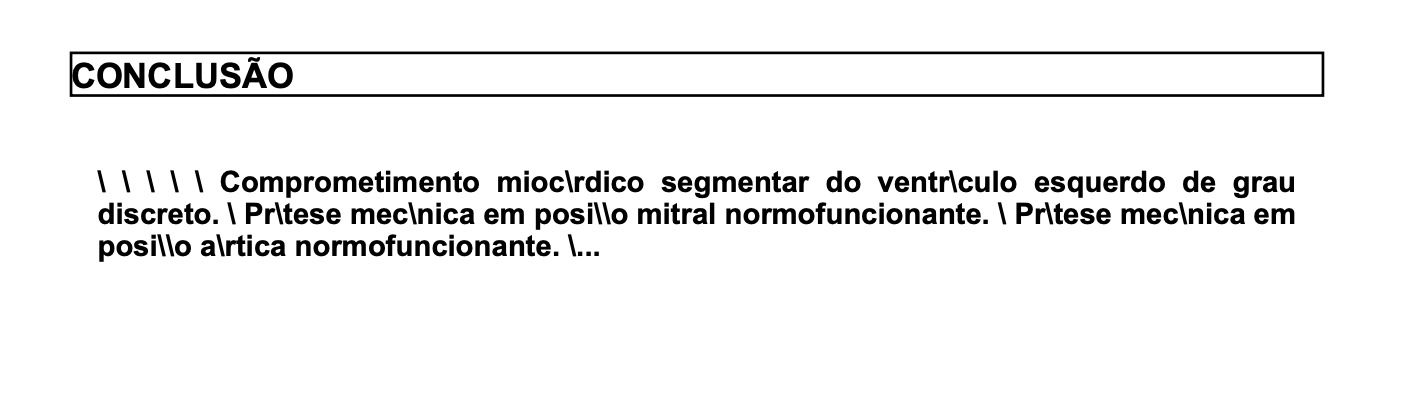 CONCLUSÃO
\ \ \ \ \ Comprometimento mioc\rdico segmentar do ventr\culo esquerdo de grau
discreto. \ Pr\tese mec\nica em posi\\o mitral normofuncionante. \ Pr\tese mec\nica em
posi\\o a\rtica normofuncionante. \...